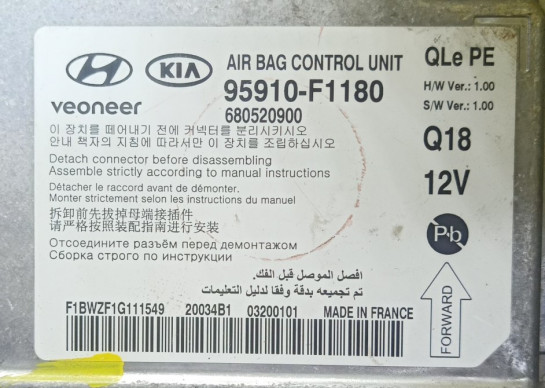 KIA
AIR BAG CONTROL UNIT
QLe PE
95910-F1180
H/W Ver.: 1.00
S/W Ver.: 1.00
veoneer
680520900
이 장치를 떼어내기 전에 커넥터를 분리시키시오
안내 책자의 지침에 따라서만 이 장치를 조립하십시오
Q18
Detach connector before disassembling
Assemble strictly according to manual instructions
12V
Détacher le raccord avant de démonter.
Monter strictement selon les instructions du manuel
拆卸前先拔掉母端接插件
请严格按照装配指南进行安装
Pb
Отсоедините разъём перед демонтажом
Сборка строго по инструкции
افصل الموصل قبل الفك.
تم تجميعه بدقة وفقا لدليل التعليمات
FORWARD
F1BWZF1G111549 20034B1 03200101 MADE IN FRANCE